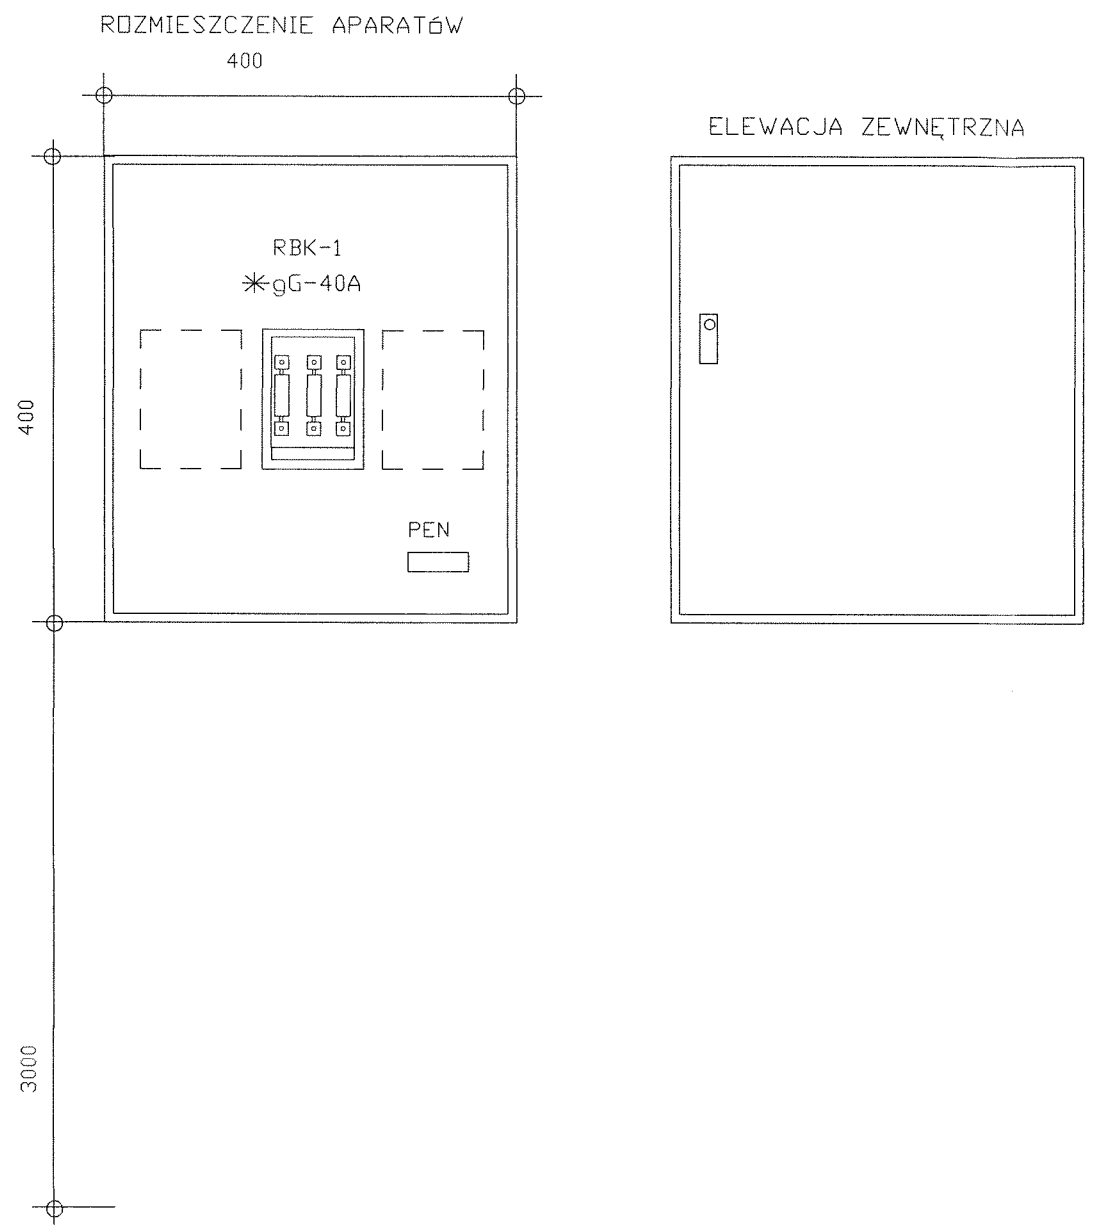 ROZMIESZCZENIE APARATóW
400
ELEWACJA ZEWNĘTRZNA
RBK-1
*gG-40A
400
PEN
3000